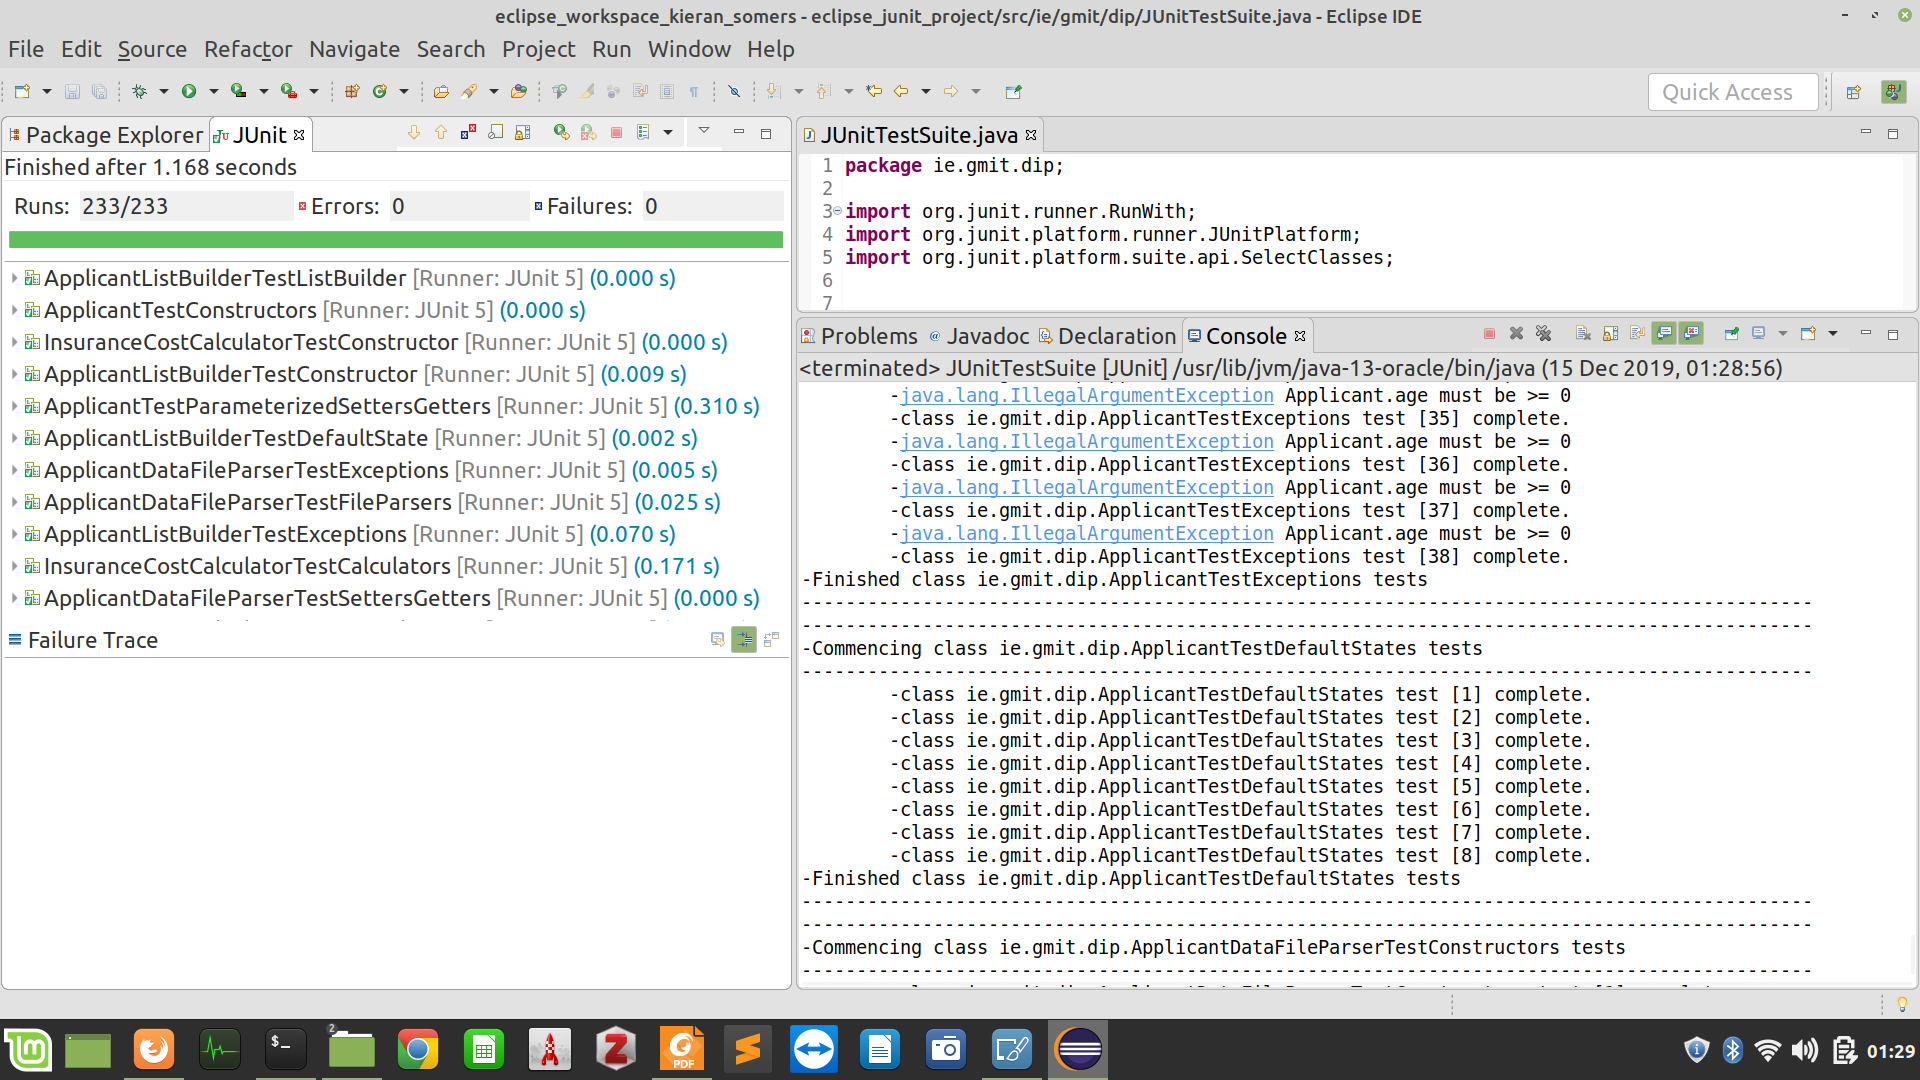 eclipse_workspace_kieran_somers - eclipse_junit_project/src/ie/gmit/dip/JUnitTestSuite.java - Eclipse IDE
File Edit Source Refactor Navigate Search Project Run Window Help
Quick Access
Package Explorer JUnit
Finished after 1.168 seconds
Runs: 233/233 Errors: 0 Failures: 0
ApplicantListBuilderTestListBuilder [Runner: JUnit 5] (0.000 s)
ApplicantTestConstructors [Runner: JUnit 5] (0.000 s)
InsuranceCostCalculatorTestConstructor [Runner: JUnit 5] (0.000 s)
ApplicantListBuilderTestConstructor [Runner: JUnit 5] (0.009 s)
ApplicantTestParameterizedSettersGetters [Runner: JUnit 5] (0.310 s)
ApplicantListBuilderTestDefaultState [Runner: JUnit 5] (0.002 s)
ApplicantDataFileParserTestExceptions [Runner: JUnit 5] (0.005 s)
ApplicantDataFileParserTestFileParsers [Runner: JUnit 5] (0.025 s)
ApplicantListBuilderTestExceptions [Runner: JUnit 5] (0.070 s)
InsuranceCostCalculatorTestCalculators [Runner: JUnit 5] (0.171 s)
ApplicantDataFileParserTestSettersGetters [Runner: JUnit 5] (0.000 s)
Failure Trace
JUnitTestSuite.java
1 package ie.gmit.dip;
2
3 import org.junit.runner.RunWith;
4 import org.junit.platform.runner.JUnitPlatform;
5 import org.junit.platform.suite.api.SelectClasses;
6
7
Problems Javadoc Declaration Console
<terminated> JUnitTestSuite [JUnit] /usr/lib/jvm/java-13-oracle/bin/java (15 Dec 2019, 01:28:56)
-java.lang.IllegalArgumentException Applicant.age must be >= 0
-class ie.gmit.dip.ApplicantTestExceptions test [35] complete.
-java.lang.IllegalArgumentException Applicant.age must be >= 0
-class ie.gmit.dip.ApplicantTestExceptions test [36] complete.
-java.lang.IllegalArgumentException Applicant.age must be >= 0
-class ie.gmit.dip.ApplicantTestExceptions test [37] complete.
-java.lang.IllegalArgumentException Applicant.age must be >= 0
-class ie.gmit.dip.ApplicantTestExceptions test [38] complete.
-Finished class ie.gmit.dip.ApplicantTestExceptions tests
--------------------------------------------------------------------------------------------
--------------------------------------------------------------------------------------------
-Commencing class ie.gmit.dip.ApplicantTestDefaultStates tests
--------------------------------------------------------------------------------------------
-class ie.gmit.dip.ApplicantTestDefaultStates test [1] complete.
-class ie.gmit.dip.ApplicantTestDefaultStates test [2] complete.
-class ie.gmit.dip.ApplicantTestDefaultStates test [3] complete.
-class ie.gmit.dip.ApplicantTestDefaultStates test [4] complete.
-class ie.gmit.dip.ApplicantTestDefaultStates test [5] complete.
-class ie.gmit.dip.ApplicantTestDefaultStates test [6] complete.
-class ie.gmit.dip.ApplicantTestDefaultStates test [7] complete.
-class ie.gmit.dip.ApplicantTestDefaultStates test [8] complete.
-Finished class ie.gmit.dip.ApplicantTestDefaultStates tests
--------------------------------------------------------------------------------------------
--------------------------------------------------------------------------------------------
-Commencing class ie.gmit.dip.ApplicantDataFileParserTestConstructors tests
--------------------------------------------------------------------------------------------
2
PDF
01:29